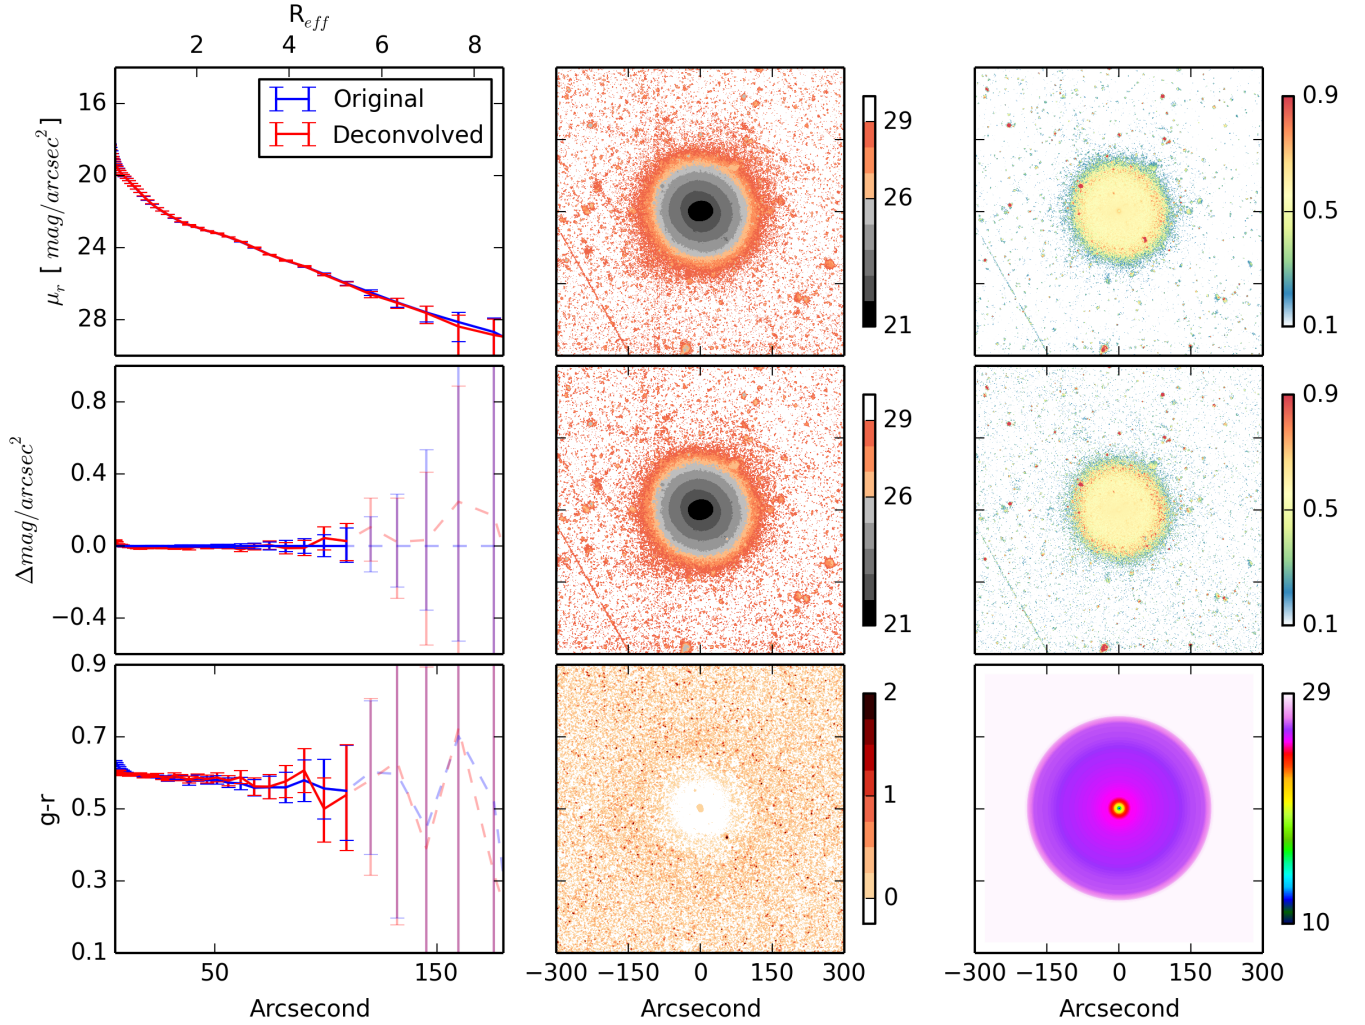 R_eff
2 4 6 8
Original
Deconvolved
16
20
24
28
μ_r [ mag/arcsec^2 ]
29
26
21
0.9
0.5
0.1
0.8
0.4
0.0
−0.4
Δmag/arcsec^2
29
26
21
0.9
0.5
0.1
0.9
0.7
0.5
0.3
0.1
g-r
50 150
Arcsecond
2
1
0
−300 −150 0 150 300
Arcsecond
29
10
−300 −150 0 150 300
Arcsecond